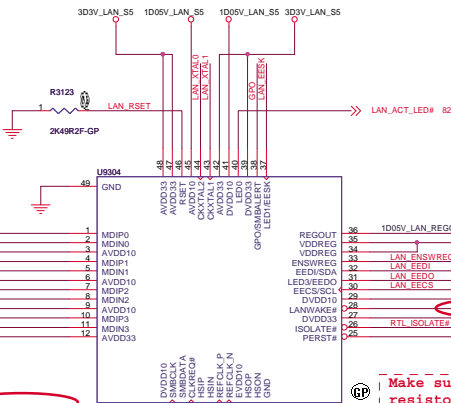 3D3V_LAN_S5 1D05V_LAN_S5 1D05V_LAN_S5 3D3V_LAN_S5
R3123
1 LAN_RSET
2K49R2F-GP
LAN_XTAL0
LAN_XTAL1
GPO
LAN_EESK
LAN_ACT_LED# 82
U9304
48 47 46 45 44 43 42 41 40 39 38 37
AVDD33
AVDD33
RSET
AVDD10
CKXTAL2
CKXTAL1
AVDD33
DVDD10
LED0
DVDD33
GPO/SMBALERT
LED1/EESK
49 GND
1 MDIP0
2 MDIN0
3 AVDD10
4 MDIP1
5 MDIN1
6 AVDD10
7 MDIP2
8 MDIN2
9 AVDD10
10 MDIP3
11 MDIN3
12 AVDD33
REGOUT 36 1D05V_LAN_REGO
VDDREG 35
VDDREG 34
ENSWREG 33 LAN_ENSWREG
EEDI/SDA 32 LAN_EEDI
LED3/EEDO 31 LAN_EEDO
EECS/SCL 30 LAN_EECS
DVDD10 29
LANWAKE# 28
DVDD33 27
ISOLATE# 26 RTL_ISOLATE#
PERST# 25
DVDD10
SMBCLK
SMBDATA
CLKREQ#
HSIP
HSIN
REFCLK_P
REFCLK_N
EVDD10
HSOP
HSON
GND
GP
Make su
resisto